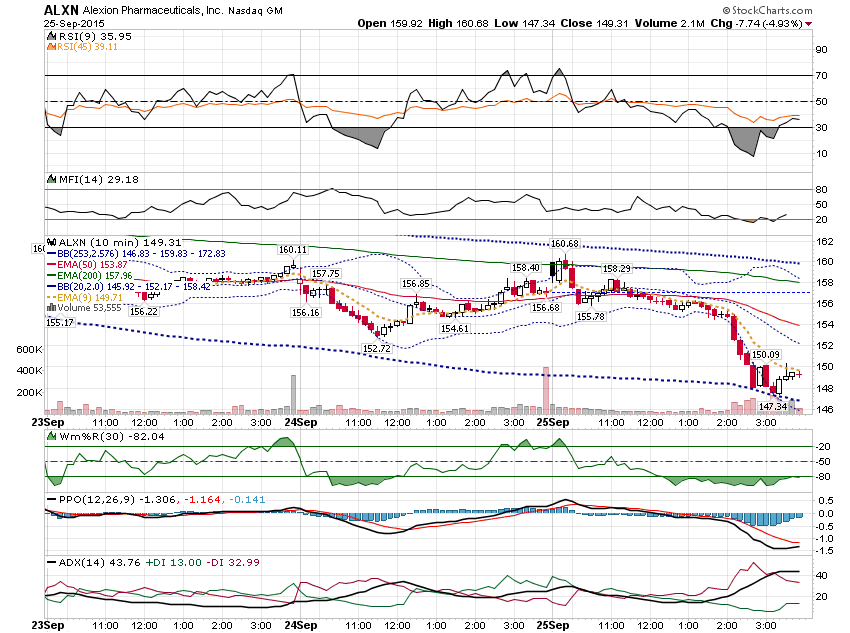 ALXN Alexion Pharmaceuticals, Inc. Nasdaq GM
© StockCharts.com
25-Sep-2015
Open 159.92 High 160.68 Low 147.34 Close 149.31 Volume 2.1M Chg -7.74 (-4.93%)
RSI(9) 35.95
RSI(45) 39.11
90
70
50
30
10
MFI(14) 29.18
80
50
20
ALXN (10 min) 149.31
BB(253,2.576) 146.83 - 159.83 - 172.83
EMA(50) 153.87
EMA(200) 157.96
BB(20,2.0) 145.92 - 152.17 - 158.42
EMA(9) 149.71
Volume 53,555
160.11
157.75
156.85
158.40
160.68
158.29
156.22
156.16
155.17
152.72
154.61
156.68
155.78
150.09
147.34
162
160
158
156
154
152
150
148
146
600K
400K
200K
23Sep 11:00 12:00 1:00 2:00 3:00 24Sep 11:00 12:00 1:00 2:00 3:00 25Sep 11:00 12:00 1:00 2:00 3:00
Wm%R(30) -82.04
-20
-50
-80
PPO(12,26,9) -1.306, -1.164, -0.141
0.5
0.0
-0.5
-1.0
-1.5
ADX(14) 43.76 +DI 13.00 -DI 32.99
40
20
23Sep 11:00 12:00 1:00 2:00 3:00 24Sep 11:00 12:00 1:00 2:00 3:00 25Sep 11:00 12:00 1:00 2:00 3:00